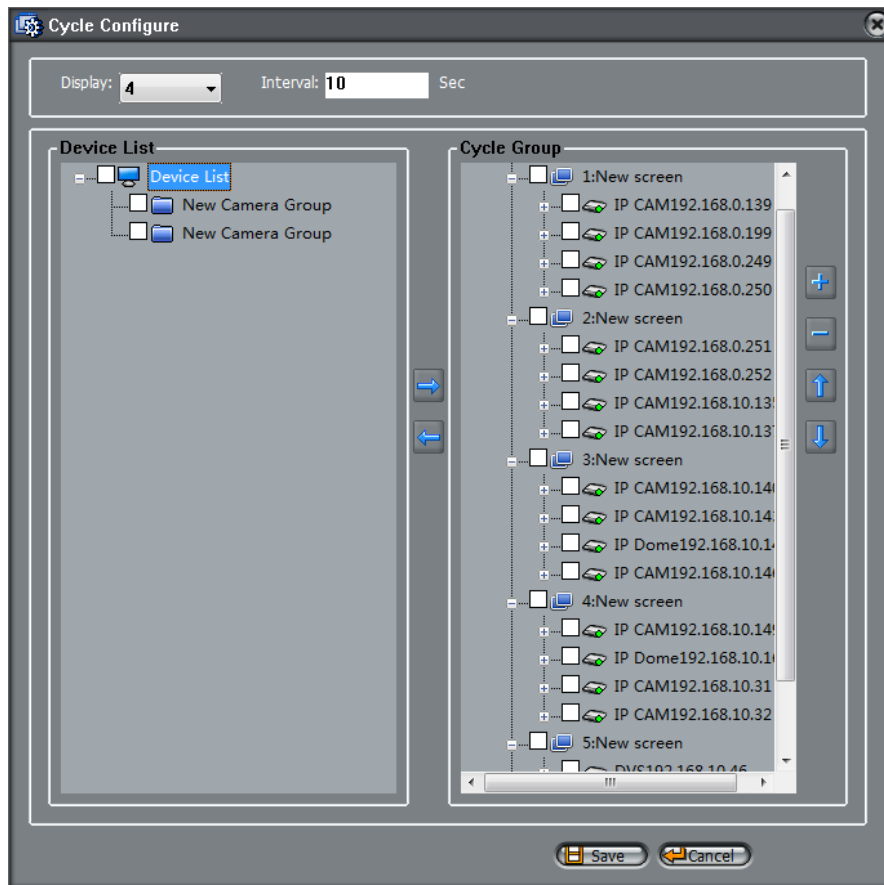 Cycle Configure
Display: 4 Interval: 10 Sec
Device List
Device List
New Camera Group
New Camera Group
Cycle Group
1:New screen
IP CAM192.168.0.139
IP CAM192.168.0.199
IP CAM192.168.0.249
IP CAM192.168.0.250
2:New screen
IP CAM192.168.0.251
IP CAM192.168.0.252
IP CAM192.168.10.13
IP CAM192.168.10.13
3:New screen
IP CAM192.168.10.14
IP CAM192.168.10.14
IP Dome192.168.10.1
IP CAM192.168.10.14
4:New screen
IP CAM192.168.10.14
IP Dome192.168.10.1
IP CAM192.168.10.31
IP CAM192.168.10.32
5:New screen
DVS192.168.10.46
Save Cancel